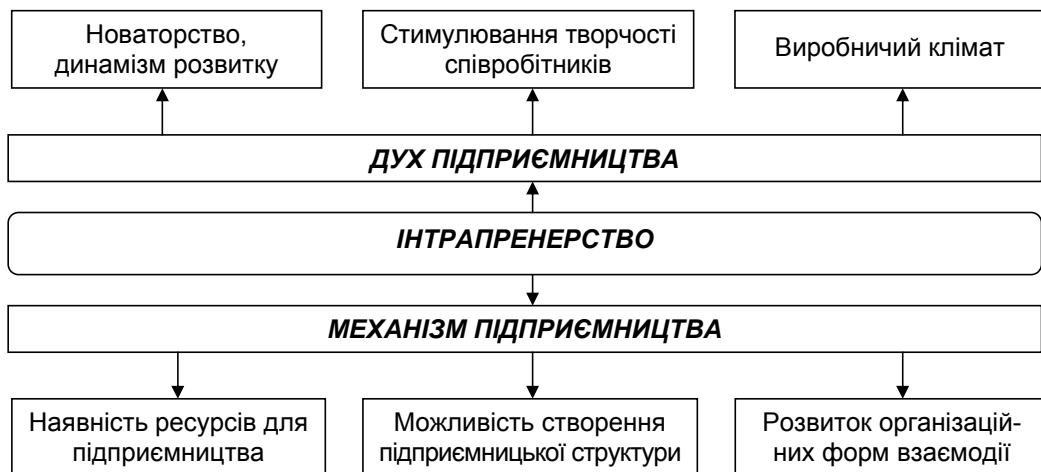 Новаторство,
динамізм розвитку
Стимулювання творчості
співробітників
Виробничий клімат
ДУХ ПІДПРИЄМНИЦТВА
ІНТРАПРЕНЕРСТВО
МЕХАНІЗМ ПІДПРИЄМНИЦТВА
Наявність ресурсів для
підприємництва
Можливість створення
підприємницької структури
Розвиток організацій-
них форм взаємодії